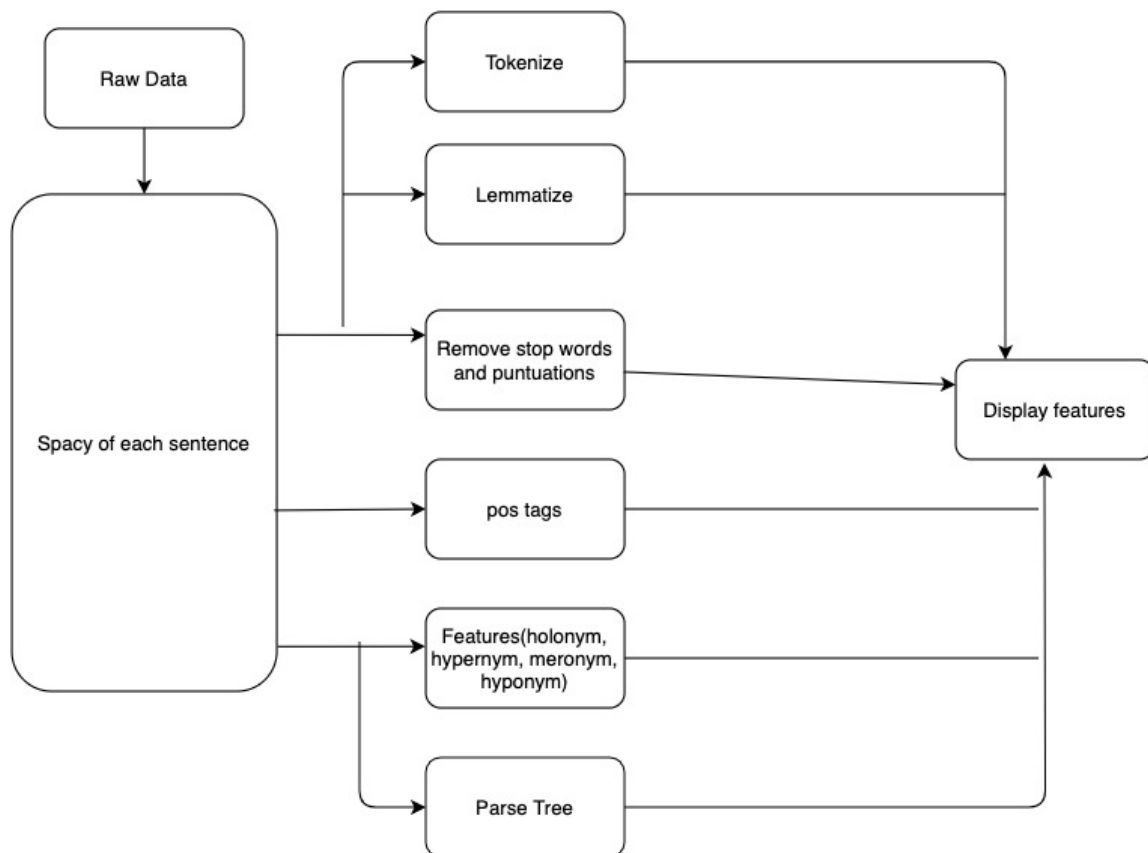 Raw Data
Tokenize
Lemmatize
Spacy of each sentence
Remove stop words
and puntuations
Display features
pos tags
Features(holonym,
hypernym, meronym,
hyponym)
Parse Tree